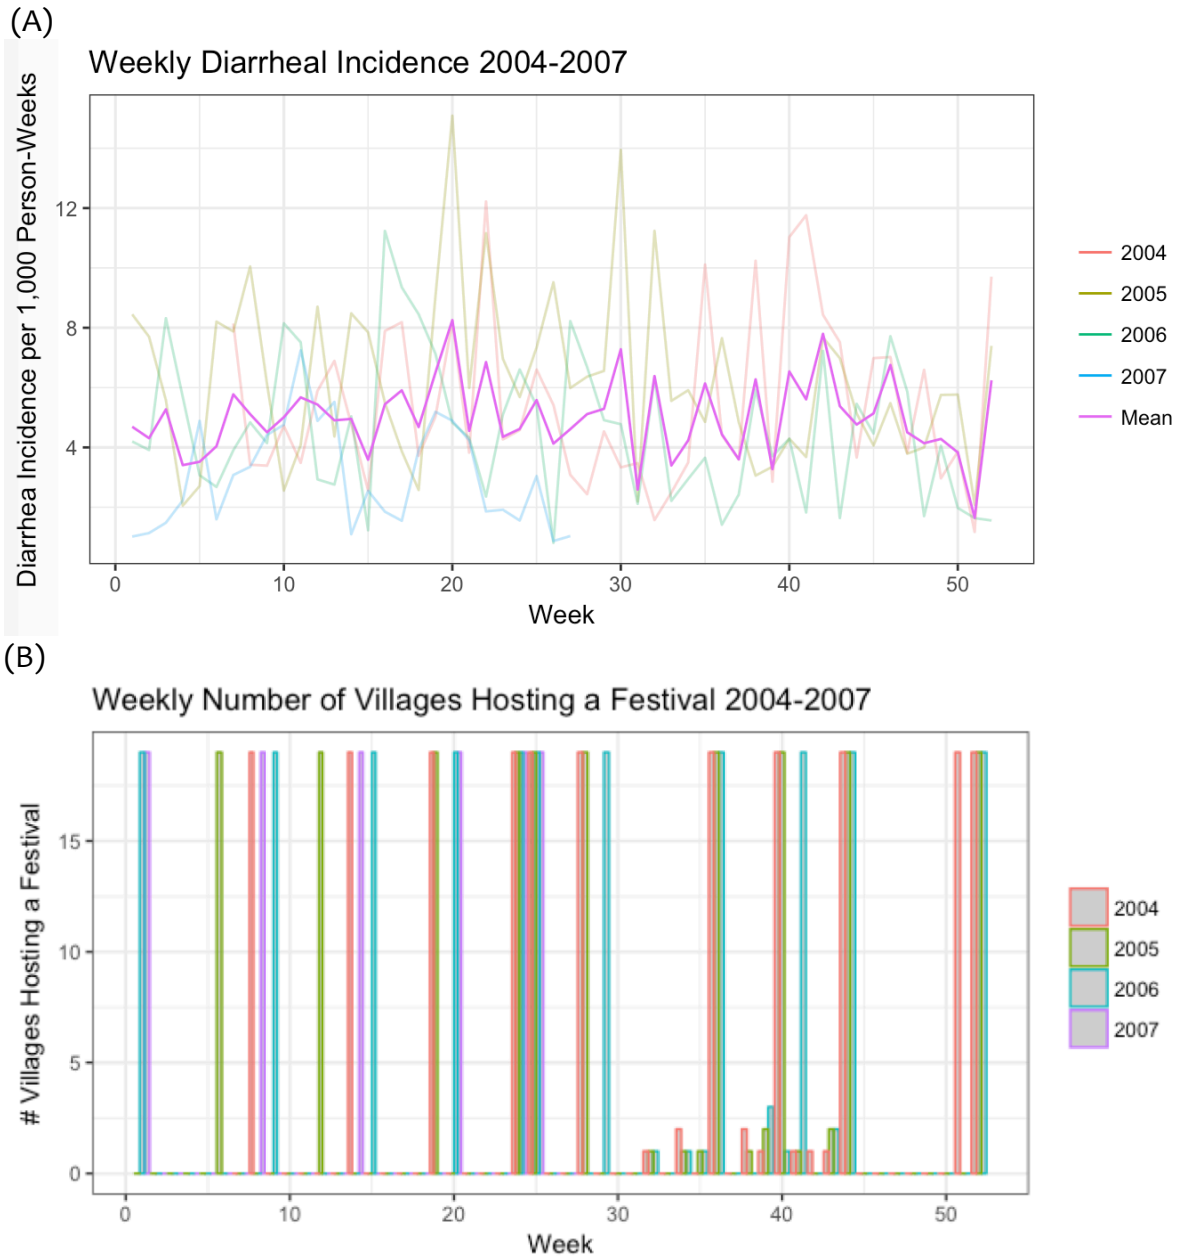 (A)
Weekly Diarrheal Incidence 2004-2007
Diarrhea Incidence per 1,000 Person-Weeks
12
8
4
0 10 20 30 40 50
Week
2004
2005
2006
2007
Mean
(B)
Weekly Number of Villages Hosting a Festival 2004-2007
# Villages Hosting a Festival
15
10
5
0
0 10 20 30 40 50
Week
2004
2005
2006
2007